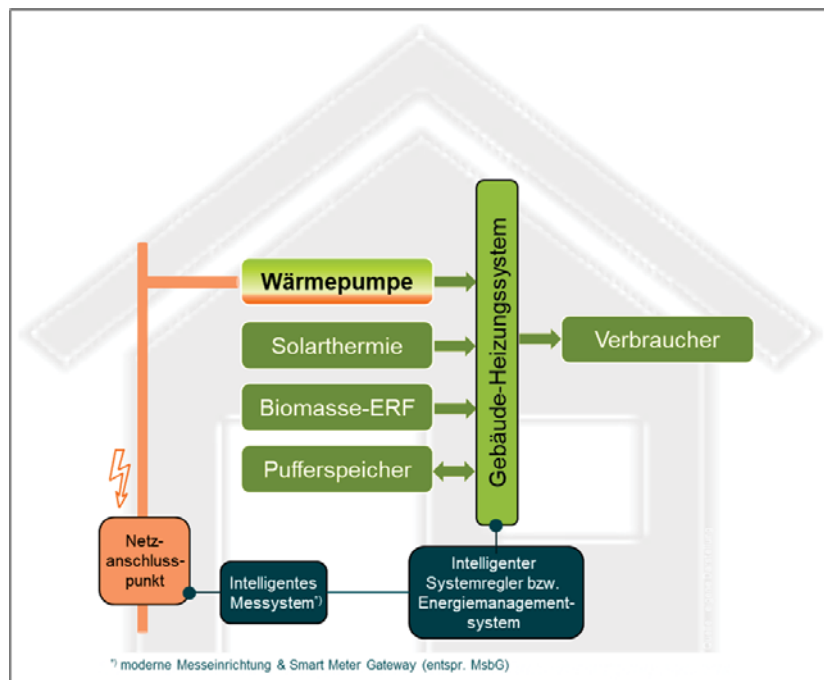 Wärmepumpe
Solarthermie
Biomasse-ERF
Pufferspeicher
Gebäude-Heizungssystem
Verbraucher
Netz-
anschluss-
punkt
Intelligentes
Messystem*)
Intelligenter
Systemregler bzw.
Energiemanagement-
system
*) moderne Messeinrichtung & Smart Meter Gateway (entspr. MsbG)